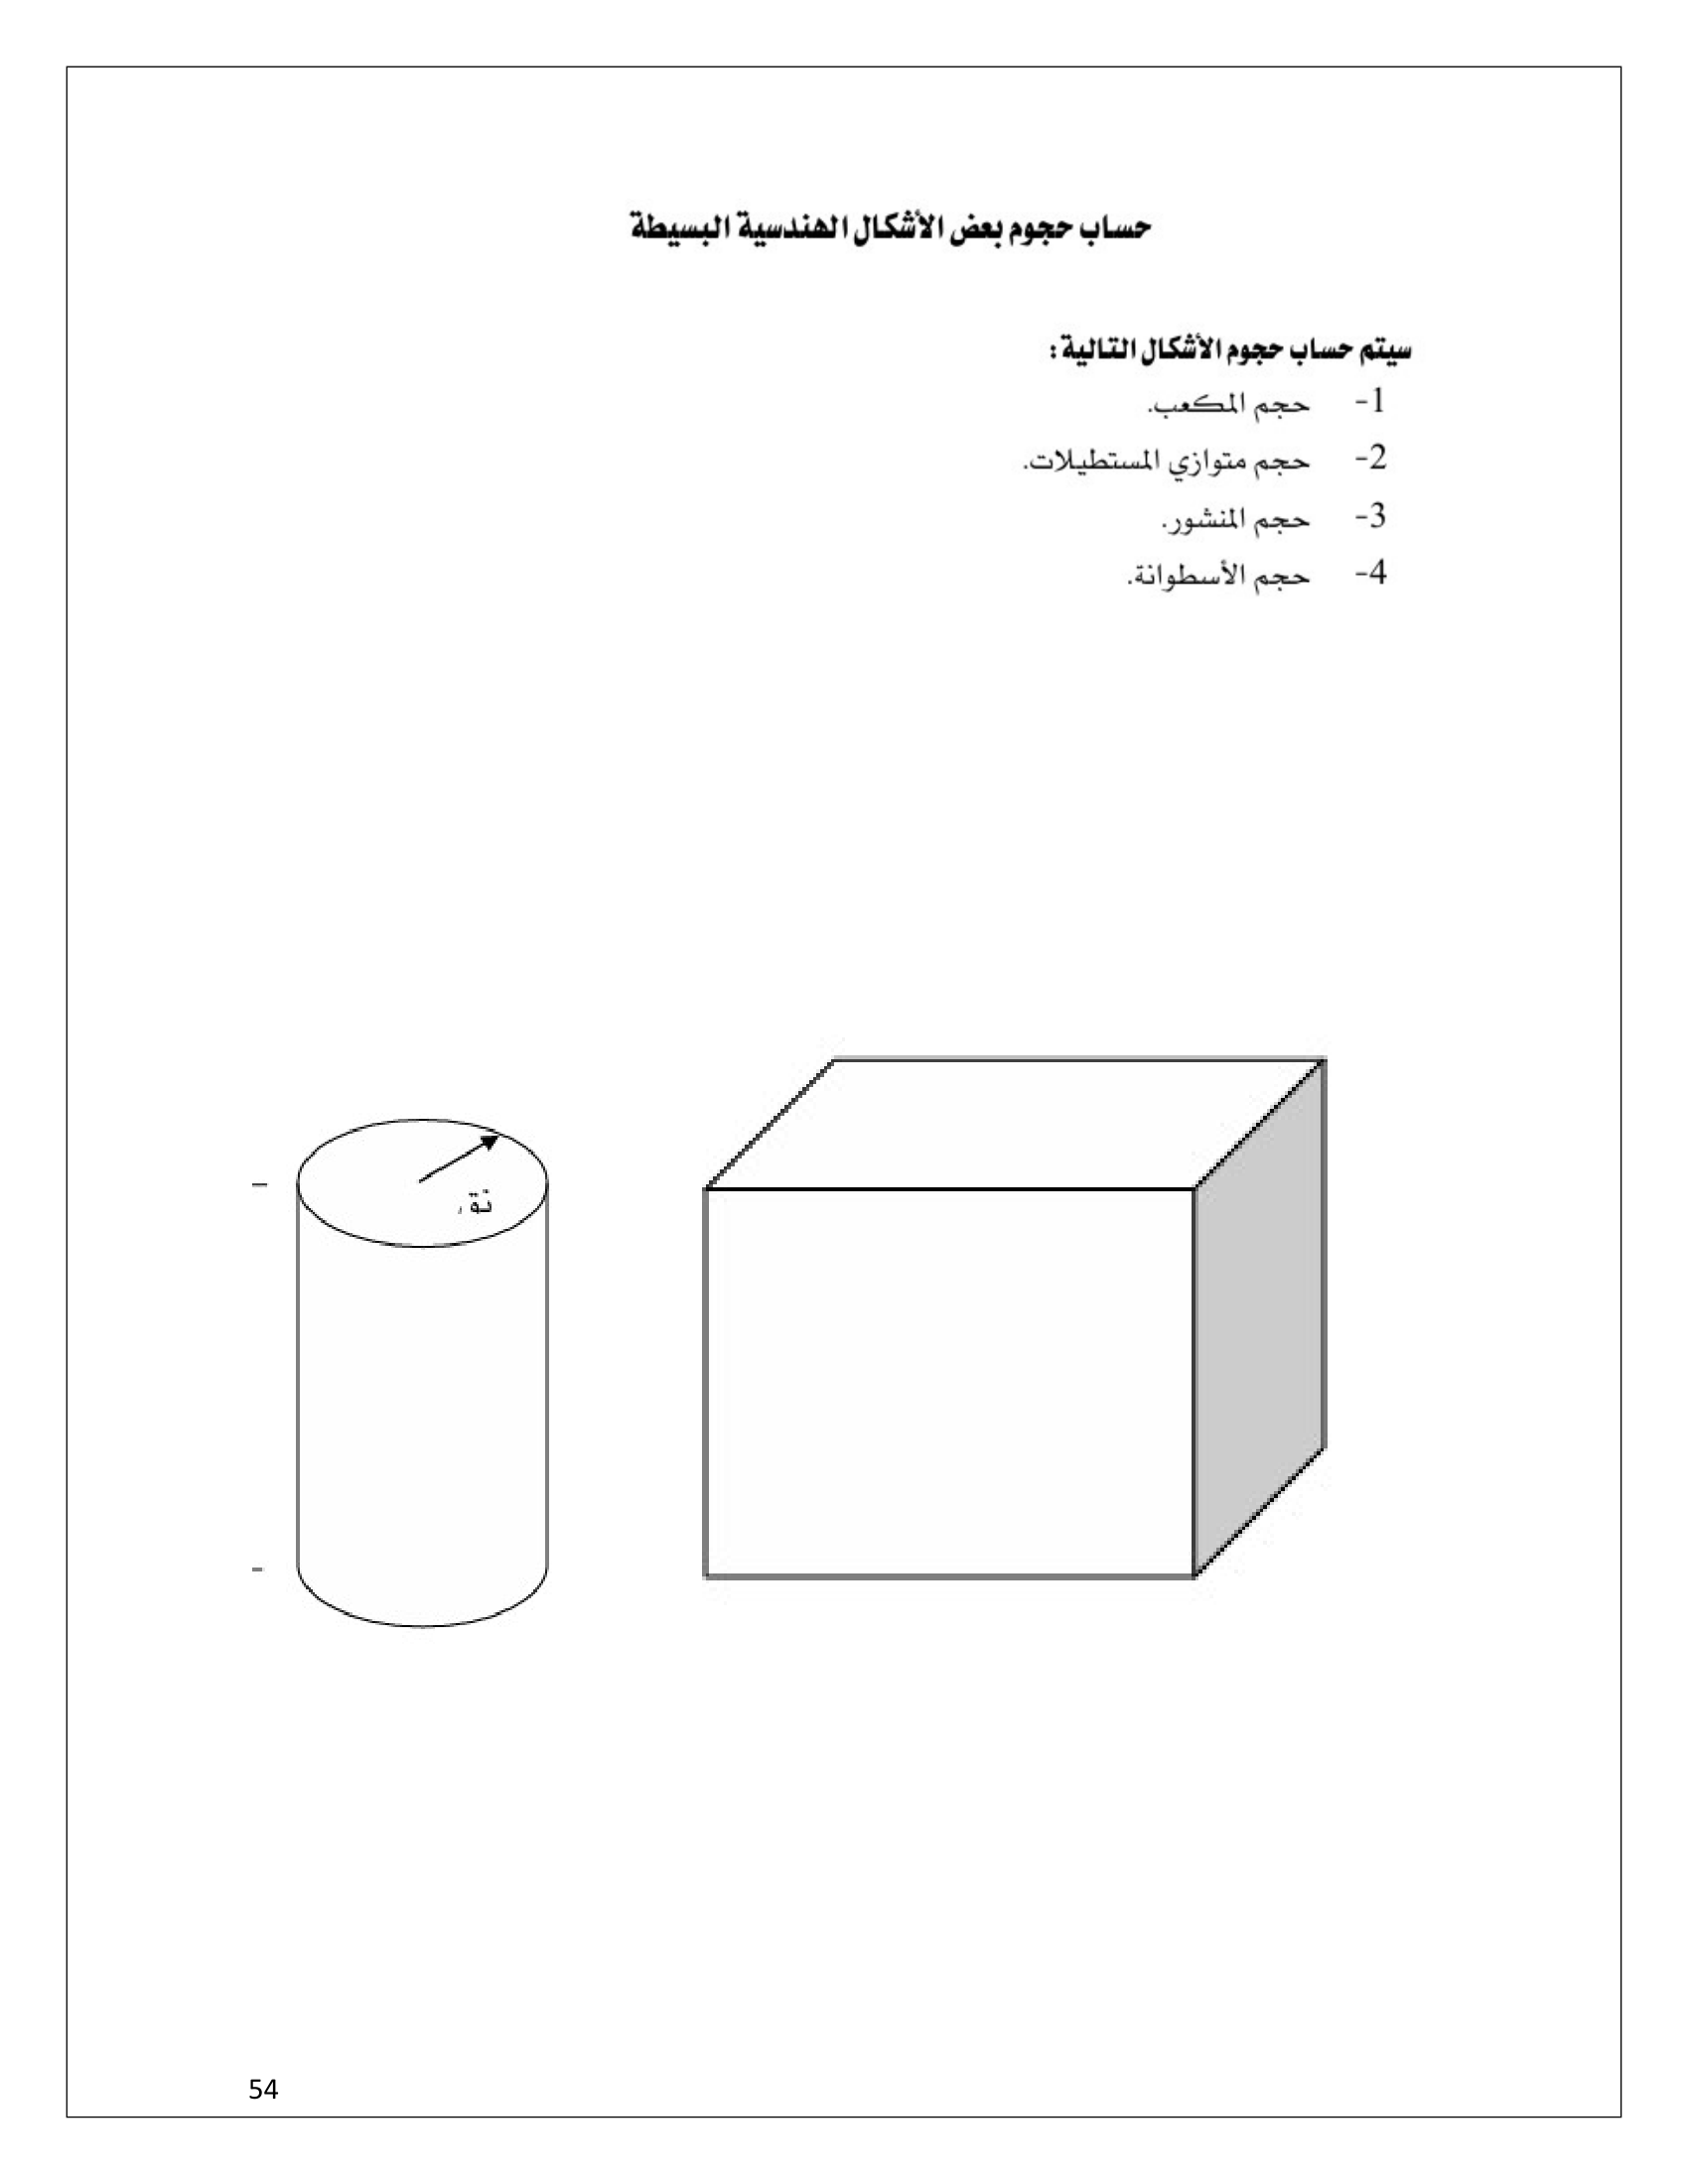 حساب حجوم بعض الأشكال الهندسية البسيطة
سيتم حساب حجوم الأشكال التالية :
1- حجم المكعب.
2- حجم متوازي المستطيلات.
3- حجم المنشور.
4- حجم الأسطوانة.
نق
54